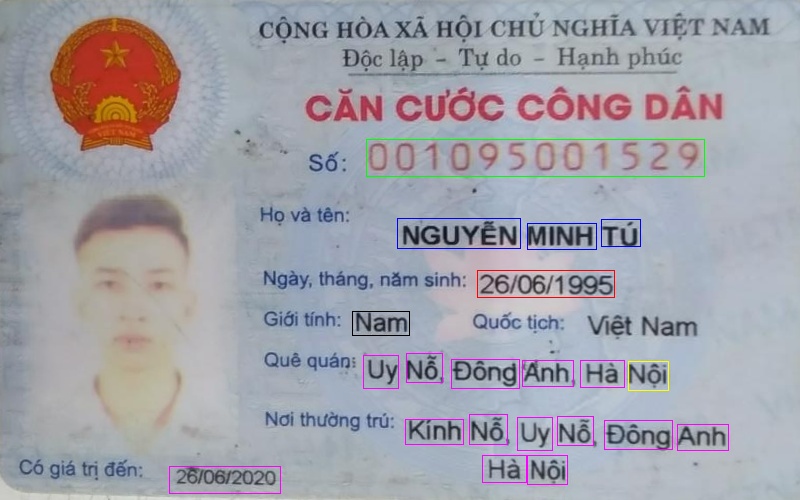 CỘNG HÒA XÃ HỘI CHỦ NGHĨA VIỆT NAM
Độc lập - Tự do - Hạnh phúc
CĂN CƯỚC CÔNG DÂN
Số: 001095001529
Họ và tên: NGUYỄN MINH TÚ
Ngày, tháng, năm sinh: 26/06/1995
Giới tính: Nam Quốc tịch: Việt Nam
Quê quán: Uy Nỗ, Đông Anh, Hà Nội
Nơi thường trú: Kính Nỗ, Uy Nỗ, Đông Anh
Hà Nội
Có giá trị đến: 26/06/2020
VIỆT NAM